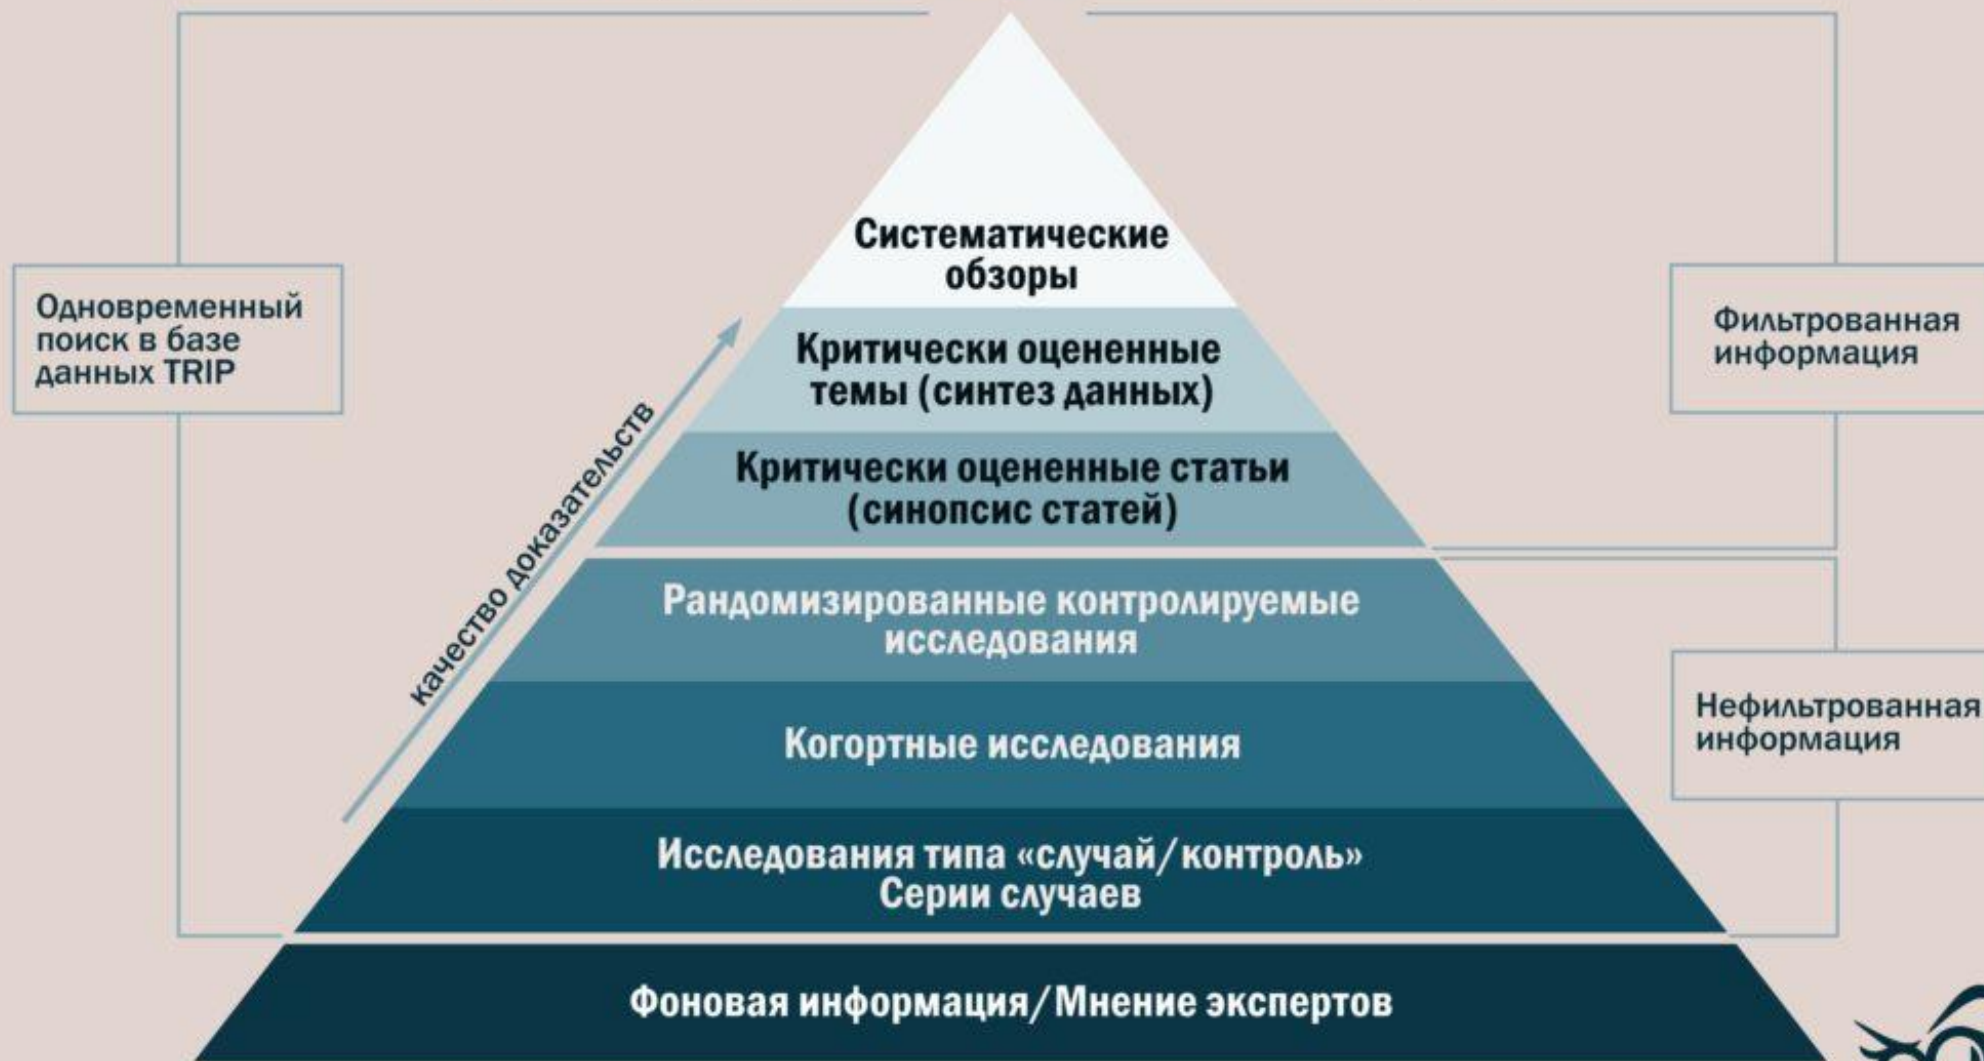 Систематические
обзоры
Одновременный
поиск в базе
данных TRIP
Фильтрованная
информация
Критически оцененные
темы (синтез данных)
качество доказательств
Критически оцененные статьи
(синопсис статей)
Рандомизированные контролируемые
исследования
Нефильтрованная
информация
Когортные исследования
Исследования типа «случай/контроль»
Серии случаев
Фоновая информация/Мнение экспертов